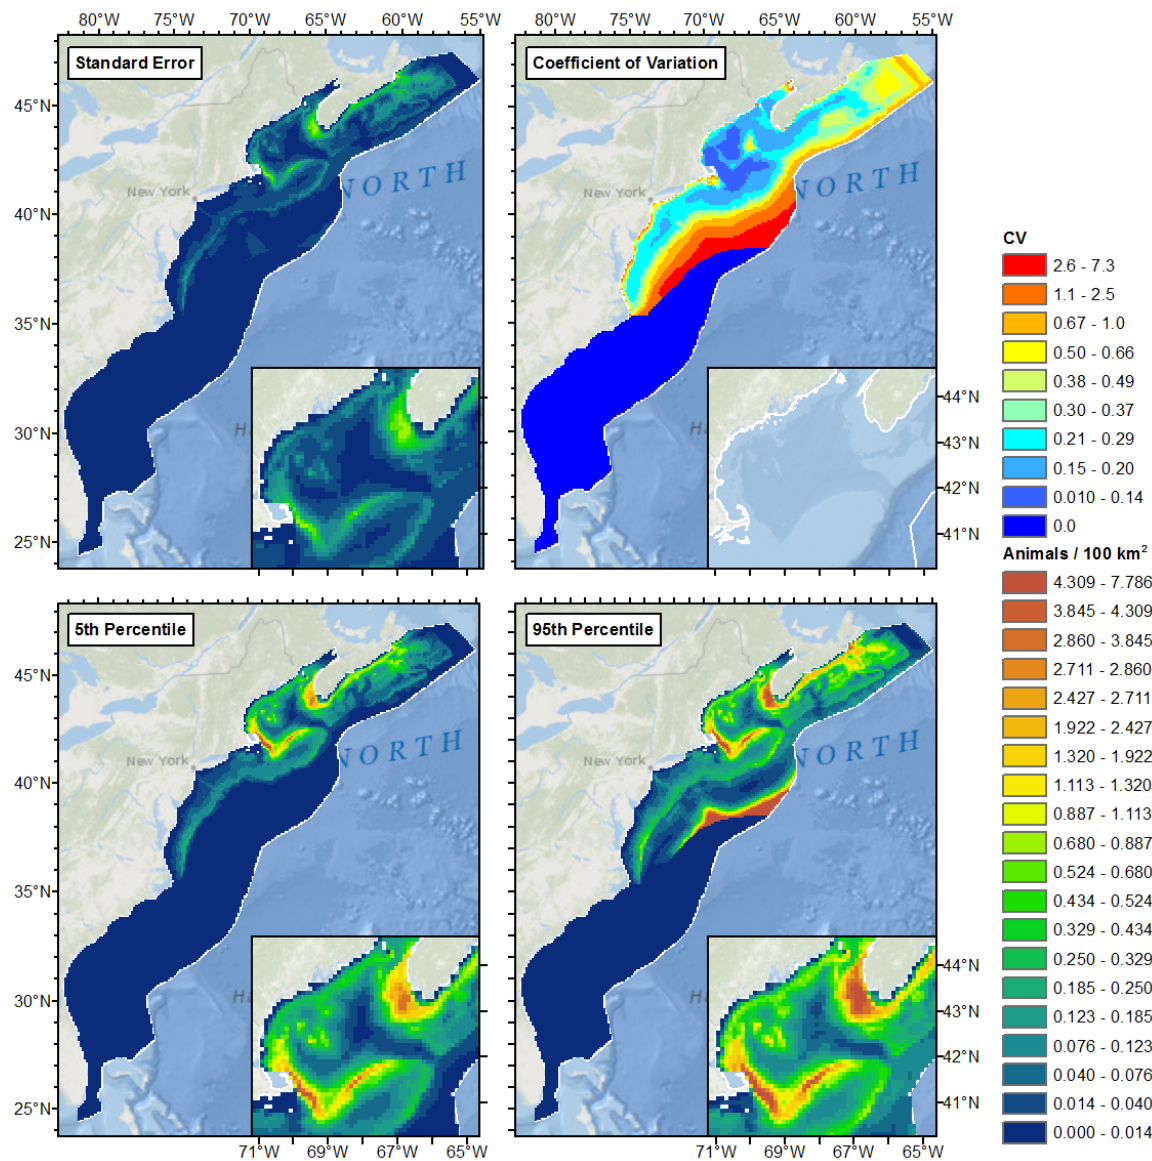 80°W 75°W 70°W 65°W 60°W 55°W
80°W 75°W 70°W 65°W 60°W 55°W
Standard Error
Coefficient of Variation
45°N
40°N
35°N
30°N
25°N
New York
NORTH
New York
NORTH
44°N
43°N
42°N
41°N
CV
2.6 - 7.3
1.1 - 2.5
0.67 - 1.0
0.50 - 0.66
0.38 - 0.49
0.30 - 0.37
0.21 - 0.29
0.15 - 0.20
0.010 - 0.14
0.0
Animals / 100 km²
4.309 - 7.786
3.845 - 4.309
2.860 - 3.845
2.711 - 2.860
2.427 - 2.711
1.922 - 2.427
1.320 - 1.922
1.113 - 1.320
0.887 - 1.113
0.680 - 0.887
0.524 - 0.680
0.434 - 0.524
0.329 - 0.434
0.250 - 0.329
0.185 - 0.250
0.123 - 0.185
0.076 - 0.123
0.040 - 0.076
0.014 - 0.040
0.000 - 0.014
5th Percentile
95th Percentile
45°N
40°N
35°N
30°N
25°N
New York
NORTH
New York
NORTH
44°N
43°N
42°N
41°N
71°W 69°W 67°W 65°W
71°W 69°W 67°W 65°W